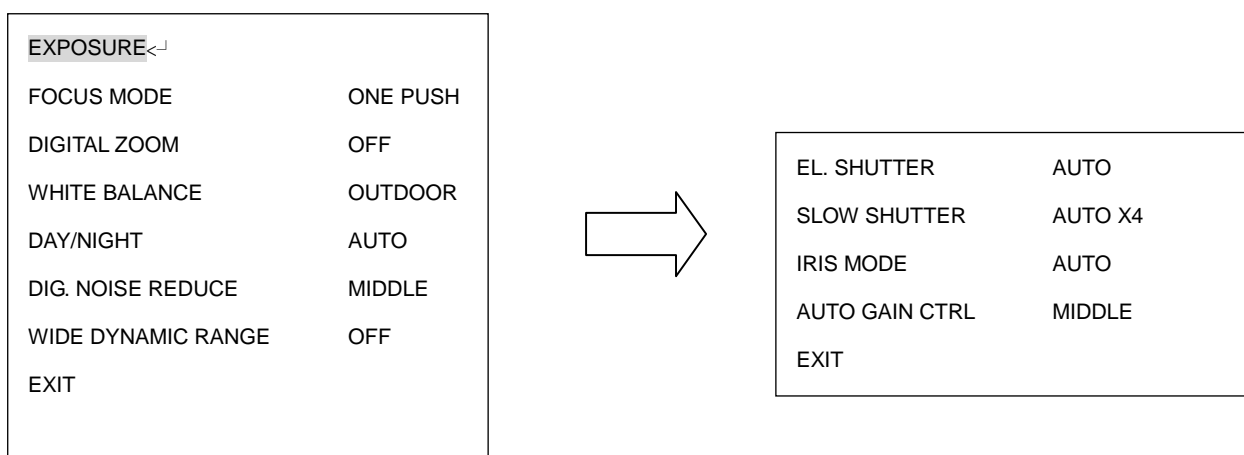 EXPOSURE<┘
FOCUS MODE ONE PUSH
DIGITAL ZOOM OFF
WHITE BALANCE OUTDOOR
DAY/NIGHT AUTO
DIG. NOISE REDUCE MIDDLE
WIDE DYNAMIC RANGE OFF
EXIT
EL. SHUTTER AUTO
SLOW SHUTTER AUTO X4
IRIS MODE AUTO
AUTO GAIN CTRL MIDDLE
EXIT